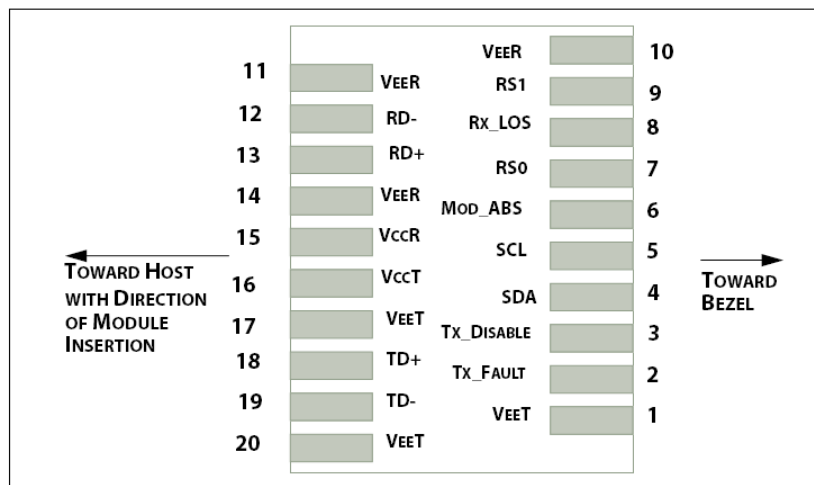 VEER 10
11 VEER RS1 9
12 RD- RX_LOS 8
13 RD+ RS0 7
14 VEER MOD_ABS 6
15 VCCR SCL 5
16 VCCT SDA 4
17 VEET TX_DISABLE 3
18 TD+ TX_FAULT 2
19 TD- VEET 1
20 VEET
TOWARD HOST
WITH DIRECTION
OF MODULE
INSERTION
TOWARD
BEZEL